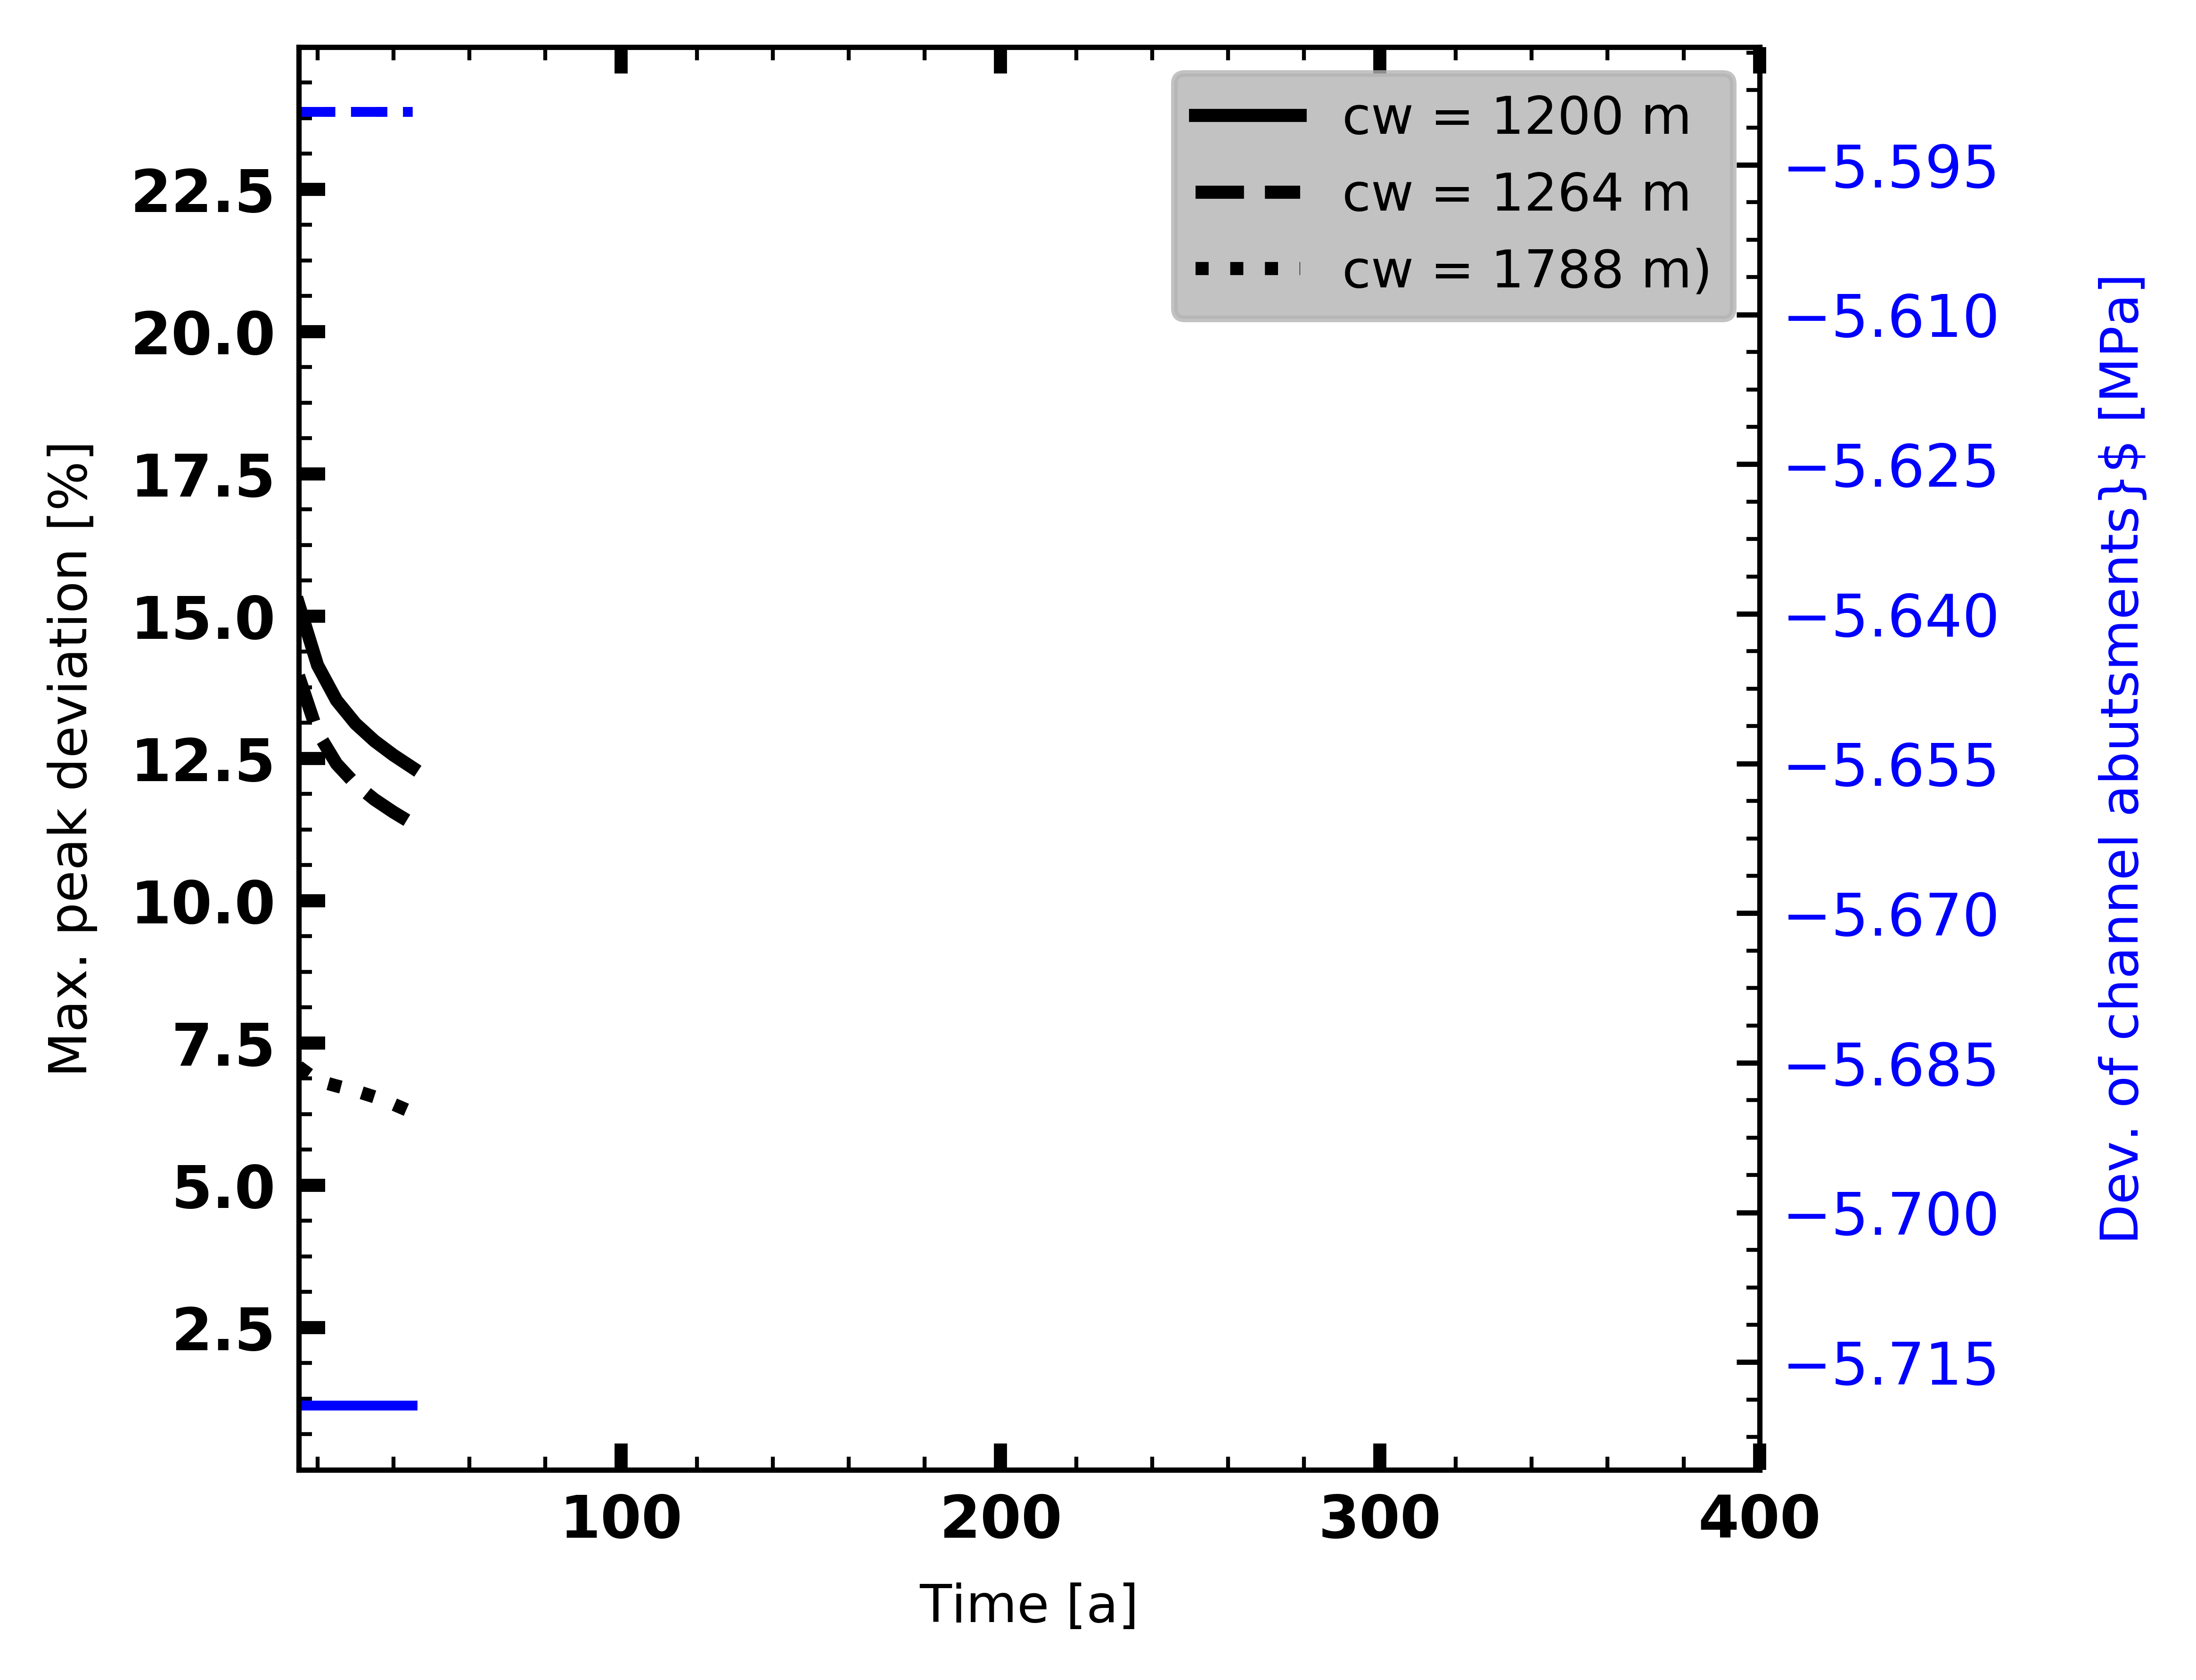 cw = 1200 m
cw = 1264 m
cw = 1788 m)
22.5
20.0
17.5
15.0
12.5
10.0
7.5
5.0
2.5
Max. peak deviation [%]
−5.595
−5.610
−5.625
−5.640
−5.655
−5.670
−5.685
−5.700
−5.715
Dev. of channel abutsments}$ [MPa]
100 200 300 400
Time [a]